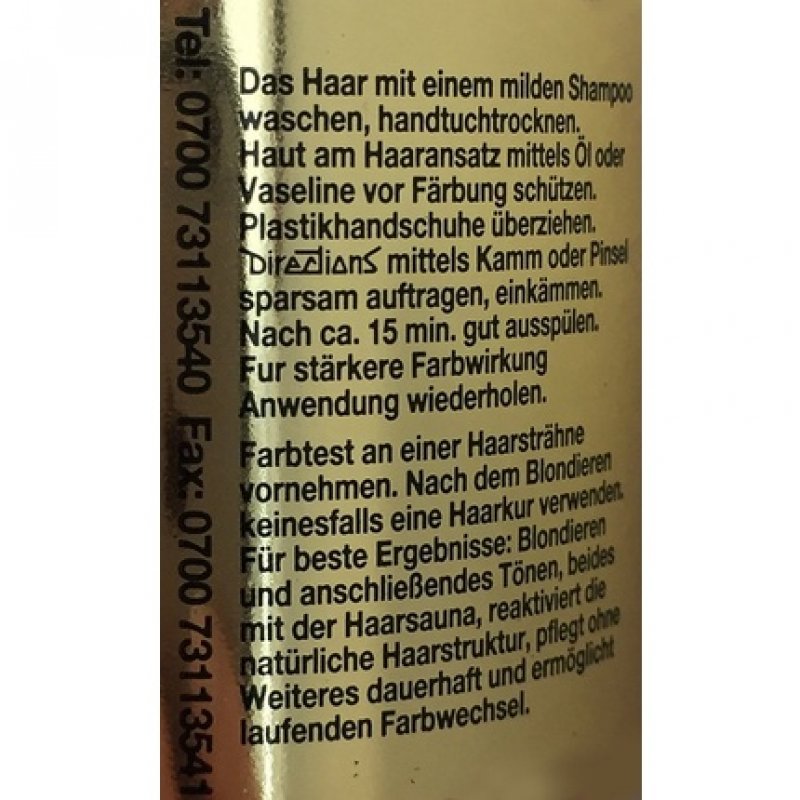 Tel: 0700 73113540 Fax: 0700 73113541
Das Haar mit einem milden Shampoo
waschen, handtuchtrocknen.
Haut am Haaransatz mittels Öl oder
Vaseline vor Färbung schützen.
Plastikhandschuhe überziehen.
Directions mittels Kamm oder Pinsel
sparsam auftragen, einkämmen.
Nach ca. 15 min. gut ausspülen.
Fur stärkere Farbwirkung
Anwendung wiederholen.
Farbtest an einer Haarsträhne
vornehmen. Nach dem Blondieren
keinesfalls eine Haarkur verwenden.
Für beste Ergebnisse: Blondieren
und anschließendes Tönen, beides
mit der Haarsauna, reaktiviert die
natürliche Haarstruktur, pflegt ohne
Weiteres dauerhaft und ermöglicht
laufenden Farbwechsel.